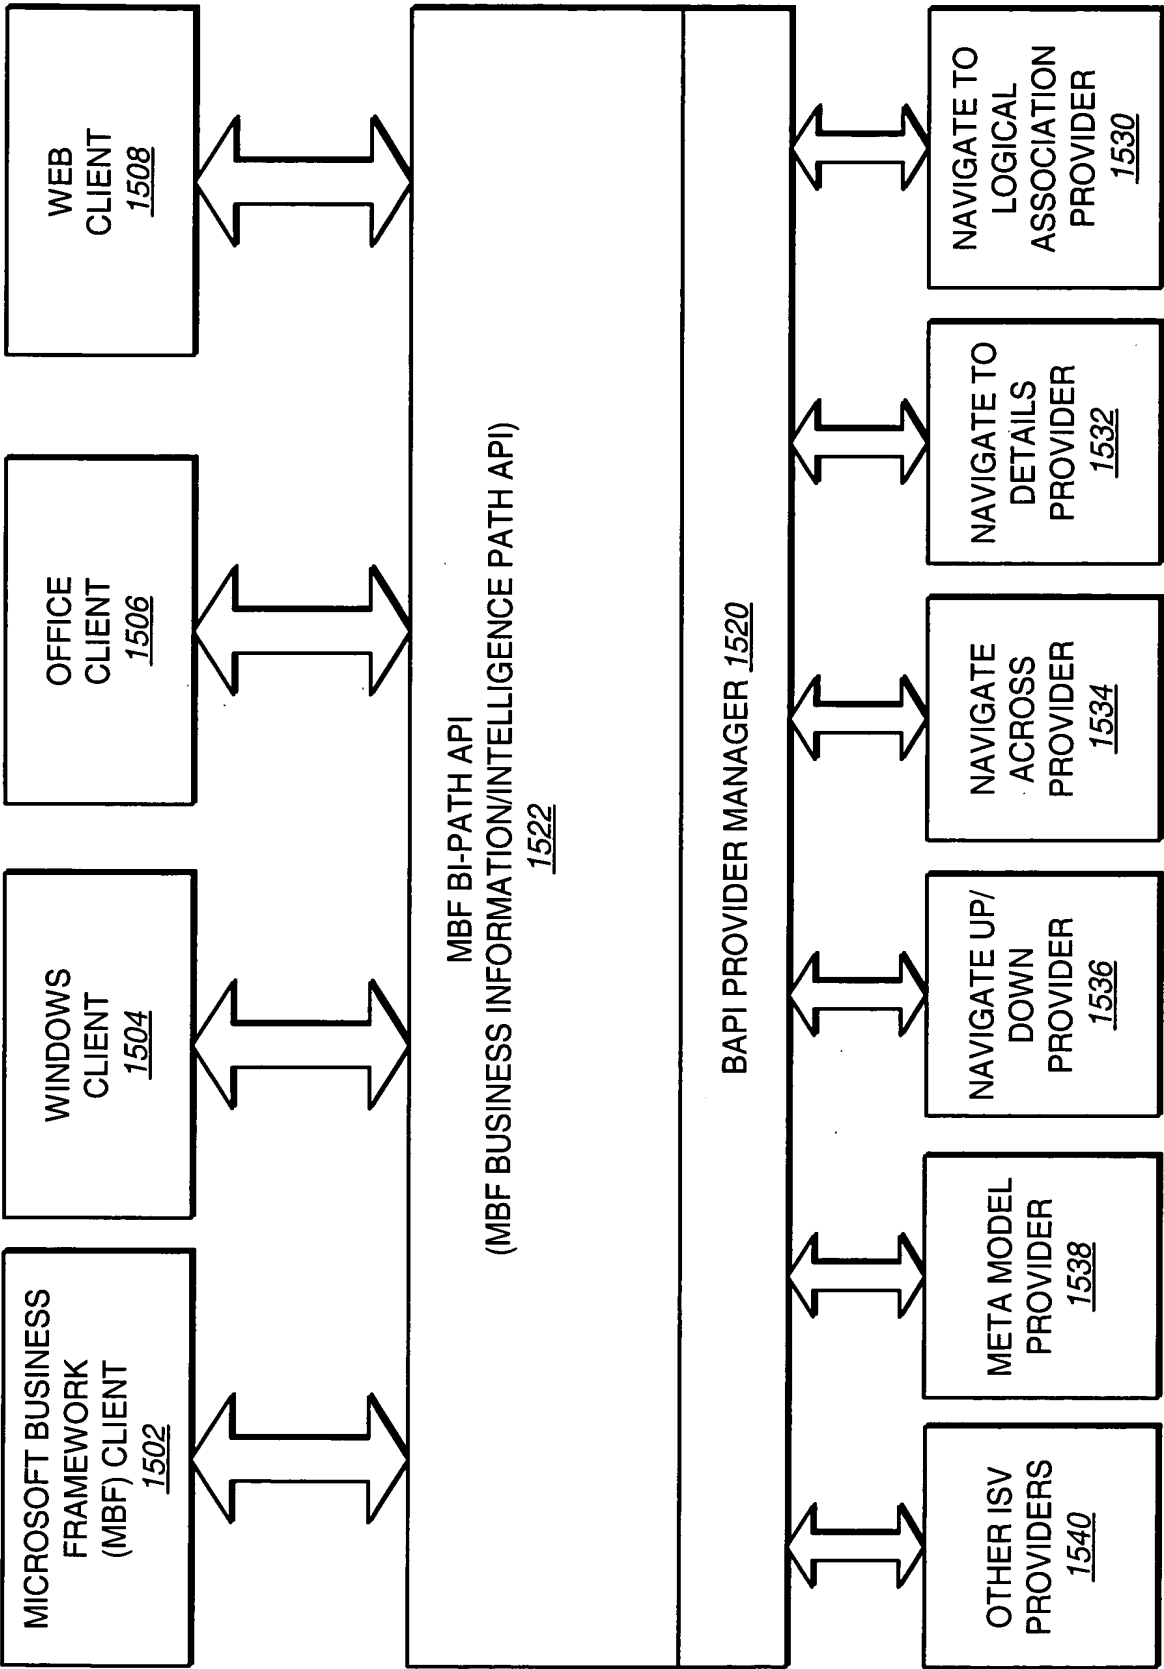 MICROSOFT BUSINESS
FRAMEWORK
(MBF) CLIENT
1502
WINDOWS
CLIENT
1504
OFFICE
CLIENT
1506
WEB
CLIENT
1508
MBF BI-PATH API
(MBF BUSINESS INFORMATION/INTELLIGENCE PATH API)
1522
BAPI PROVIDER MANAGER 1520
OTHER ISV
PROVIDERS
1540
META MODEL
PROVIDER
1538
NAVIGATE UP/
DOWN
PROVIDER
1536
NAVIGATE
ACROSS
PROVIDER
1534
NAVIGATE TO
DETAILS
PROVIDER
1532
NAVIGATE TO
LOGICAL
ASSOCIATION
PROVIDER
1530